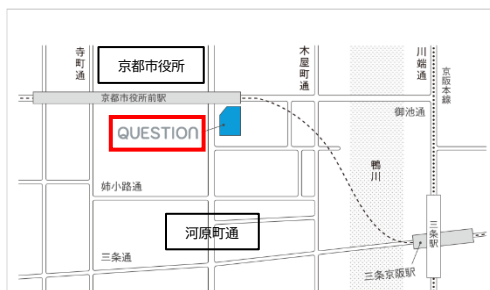 寺町通
京都市役所
木屋町通
川端通
京阪本線
京都市役所前駅
御池通
QUESTION
鴨川
姉小路通
河原町通
三条駅
三条通
三条京阪駅